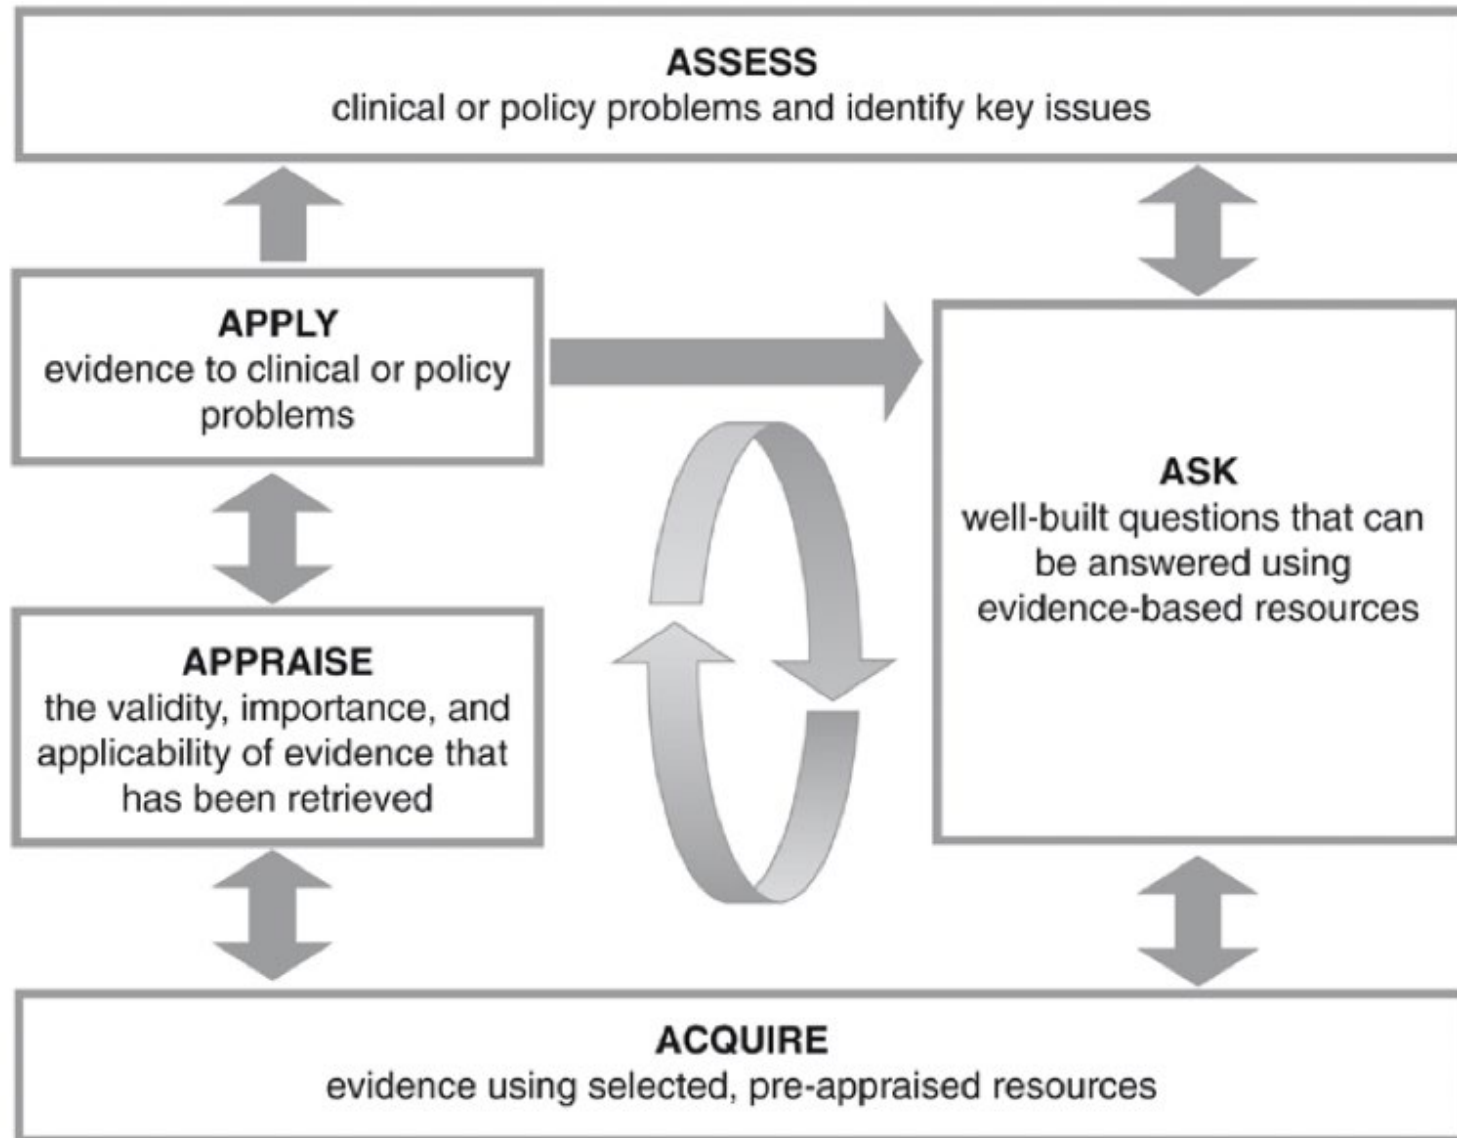 ASSESS
clinical or policy problems and identify key issues
APPLY
evidence to clinical or policy
problems
ASK
well-built questions that can
be answered using
evidence-based resources
APPRAISE
the validity, importance, and
applicability of evidence that
has been retrieved
ACQUIRE
evidence using selected, pre-appraised resources